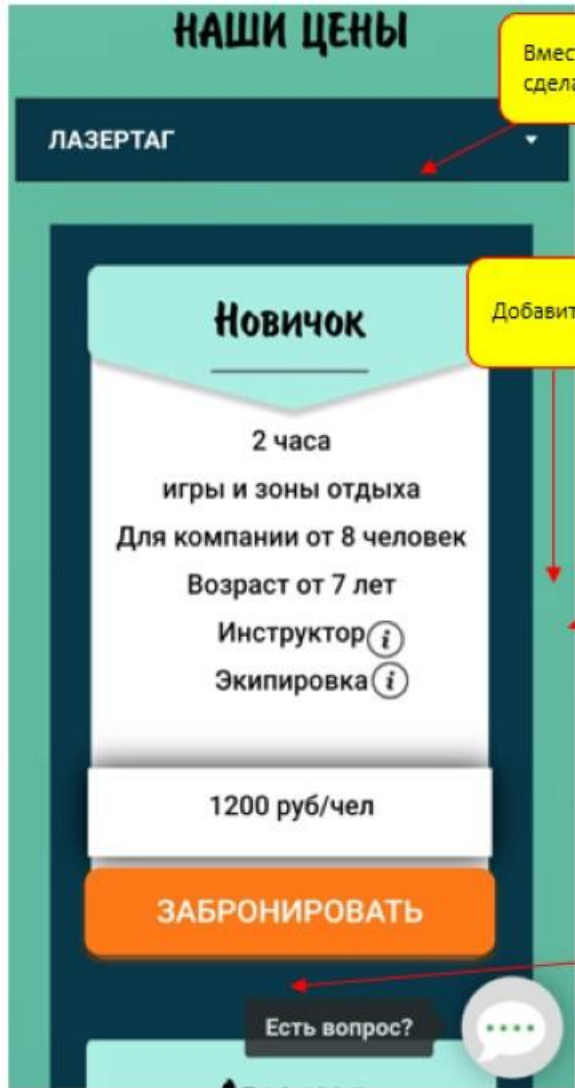 НАШИ ЦЕНЫ
ЛАЗЕРТАГ
Новичок
2 часа
игры и зоны отдыха
Для компании от 8 человек
Возраст от 7 лет
Инструктор i
Экипировка i
1200 руб/чел
ЗАБРОНИРОВАТЬ
Есть вопрос?